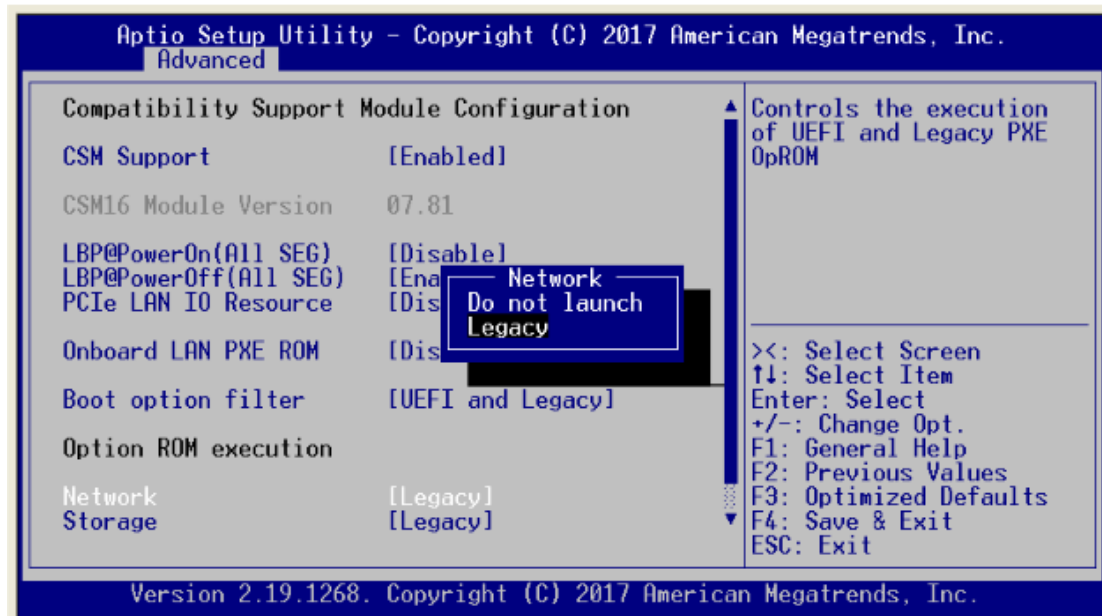 Aptio Setup Utility - Copyright (C) 2017 American Megatrends, Inc.
Advanced
Compatibility Support Module Configuration
CSM Support [Enabled]
CSM16 Module Version 07.81
LBP@PowerOn(All SEG) [Disable]
LBP@PowerOff(All SEG) [Ena
PCIe LAN IO Resource [Dis
Onboard LAN PXE ROM [Dis
Boot option filter [UEFI and Legacy]
Option ROM execution
Network [Legacy]
Storage [Legacy]
Network
Do not launch
Legacy
Controls the execution
of UEFI and Legacy PXE
OpROM
><: Select Screen
↑↓: Select Item
Enter: Select
+/-: Change Opt.
F1: General Help
F2: Previous Values
F3: Optimized Defaults
F4: Save & Exit
ESC: Exit
Version 2.19.1268. Copyright (C) 2017 American Megatrends, Inc.